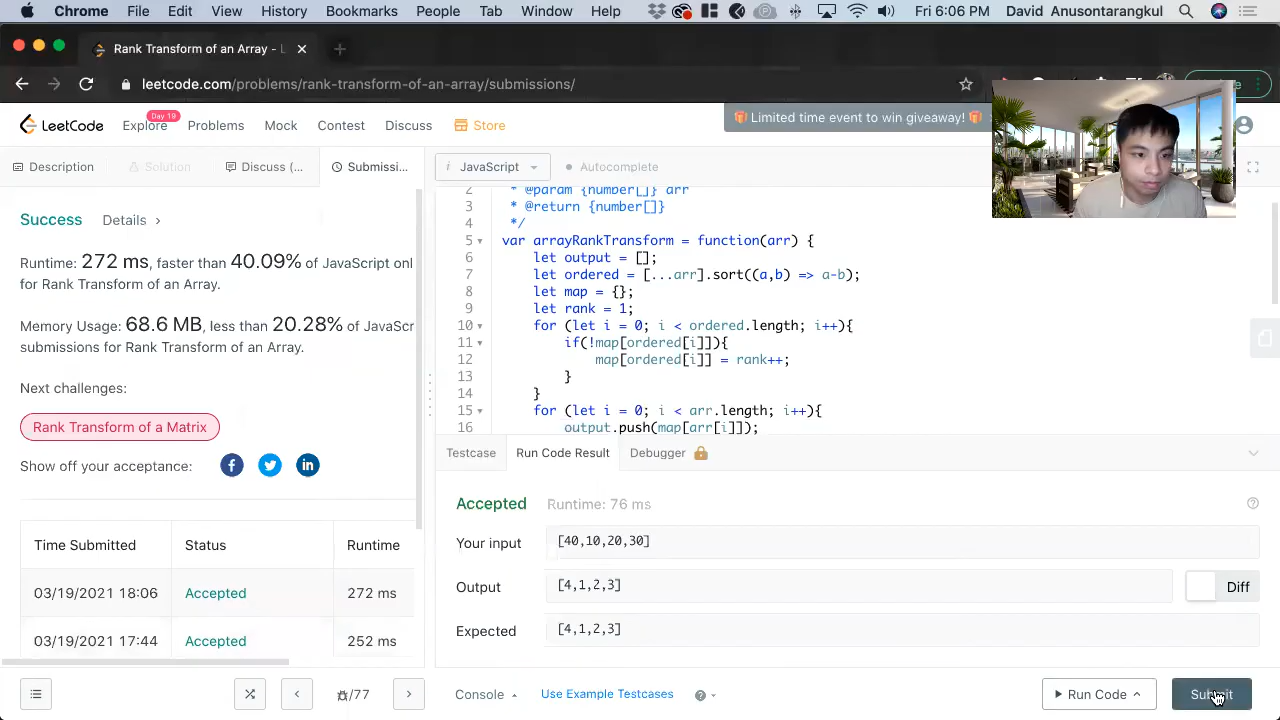 Chrome File Edit View History Bookmarks People Tab Window Help Fri 6:06 PM David Anusontarangkul
Rank Transform of an Array - L
leetcode.com/problems/rank-transform-of-an-array/submissions/
LeetCode Explore Day 19 Problems Mock Contest Discuss Store
Limited time event to win giveaway!
Description Solution Discuss (... Submissi...
Success Details >
Runtime: 272 ms, faster than 40.09% of JavaScript onl
for Rank Transform of an Array.
Memory Usage: 68.6 MB, less than 20.28% of JavaScr
submissions for Rank Transform of an Array.
Next challenges:
Rank Transform of a Matrix
Show off your acceptance:
Time Submitted Status Runtime
03/19/2021 18:06 Accepted 272 ms
03/19/2021 17:44 Accepted 252 ms
/77
i JavaScript Autocomplete
2 * @param {number[]} arr
3 * @return {number[]}
4 */
5 var arrayRankTransform = function(arr) {
6 let output = [];
7 let ordered = [...arr].sort((a,b) => a-b);
8 let map = {};
9 let rank = 1;
10 for (let i = 0; i < ordered.length; i++){
11 if(!map[ordered[i]]){
12 map[ordered[i]] = rank++;
13 }
14 }
15 for (let i = 0; i < arr.length; i++){
16 output.push(map[arr[i]]);
Testcase Run Code Result Debugger
Accepted Runtime: 76 ms
Your input [40,10,20,30]
Output [4,1,2,3] Diff
Expected [4,1,2,3]
Console Use Example Testcases Run Code Submit